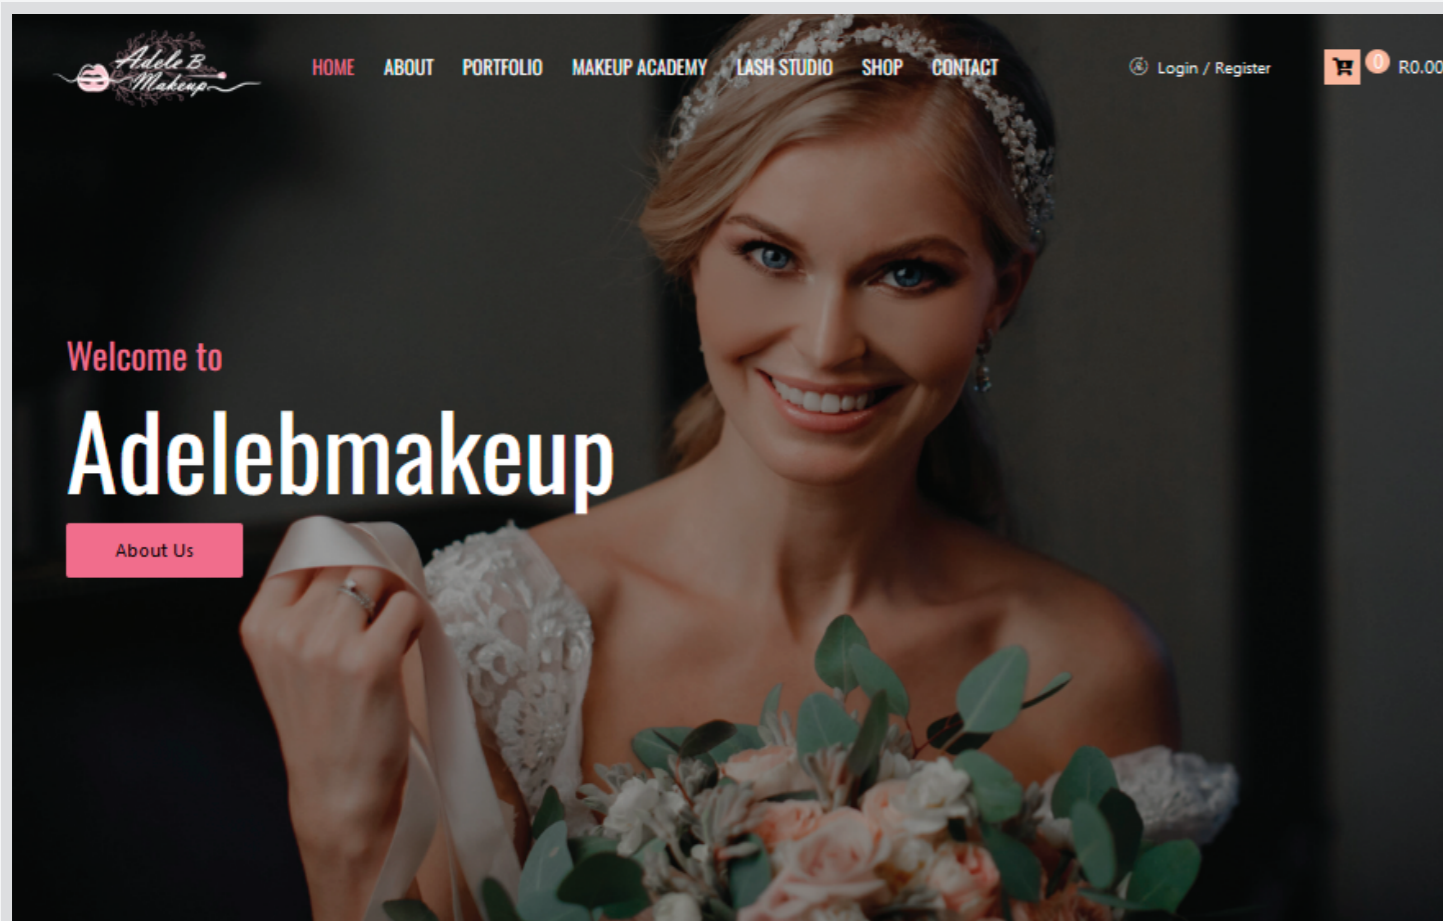 Adele B
Makeup
HOME ABOUT PORTFOLIO MAKEUP ACADEMY LASH STUDIO SHOP CONTACT
Login / Register
0
R0.00
Welcome to
Adelebmakeup
About Us